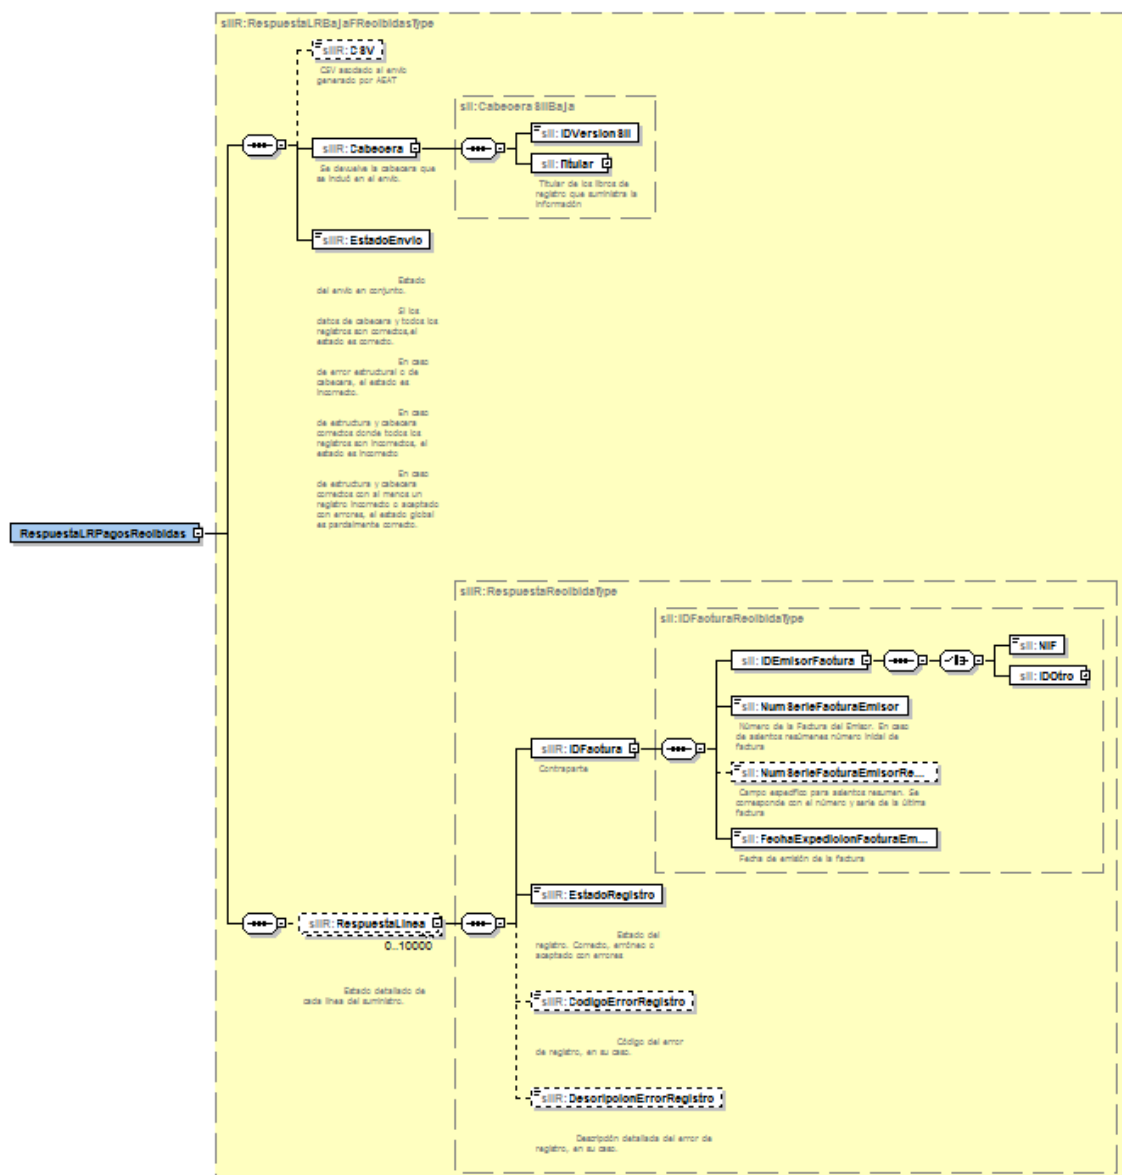 siiR:RespuestaLRBajaFRecibidasType
siiR:CSV
CSV asociado al envío
generado por AEAT
sii:CabeceraSiiBaja
sii:IDVersionSii
siiR:Cabecera
sii:Titular
Se devuelve la cabecera que
se incluó en el envío.
Titular de los libros de
registro que suministra la
información
siiR:EstadoEnvio
Estado
del envío en conjunto.
Si los
datos de cabecera y todos los
registros son correctos,el
estado es correcto.
En caso
de error estructural o de
cabecera, el estado es
incorrecto.
En caso
de estructura y cabecera
correctos donde todos los
registros son incorrectos, el
estado es incorrecto
En caso
de estructura y cabecera
correctos con al menos un
registro incorrecto o aceptado
con errores, el estado global
es parcialmente correcto.
RespuestaLRPagosRecibidas
siiR:RespuestaRecibidaType
sii:IDFacturaRecibidaType
sii:NIF
sii:IDEmisorFactura
sii:IDOtro
sii:NumSerieFacturaEmisor
Número de la Factura del Emisor. En caso
de asientos resúmenes número inicial de
factura
siiR:IDFactura
Contraparte
sii:NumSerieFacturaEmisorRe...
Campo específico para asientos resumen. Se
corresponde con el número y serie de la última
factura
sii:FechaExpedicionFacturaEm...
Fecha de emisión de la factura
siiR:EstadoRegistro
siiR:RespuestaLinea
0..10000
Estado del
registro. Correcto, erróneo o
aceptado con errores
Estado detallado de
cada línea del suministro.
siiR:CodigoErrorRegistro
Código del error
de registro, en su caso.
siiR:DescripcionErrorRegistro
Descripción detallada del error de
registro, en su caso.